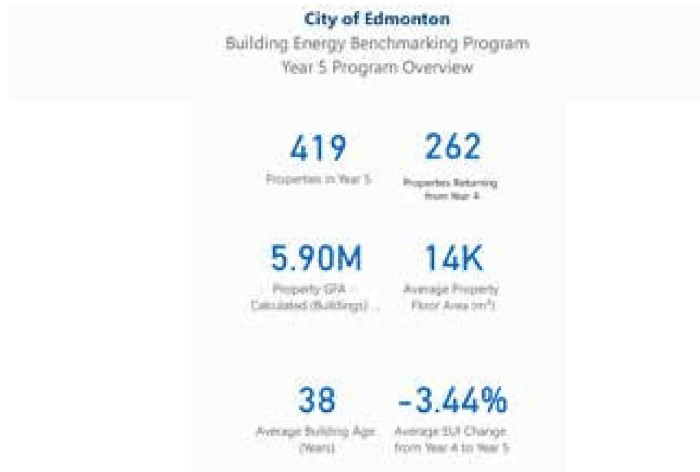 City of Edmonton
Building Energy Benchmarking Program
Year 5 Program Overview
419
262
Properties in Year 5
Properties Returning
from Year 4
5.90M
14K
Property GFA -
Calculated (Buildings) ...
Average Property
Floor Area (m²)
38
-3.44%
Average Building Age
(Years)
Average EUI Change
from Year 4 to Year 5